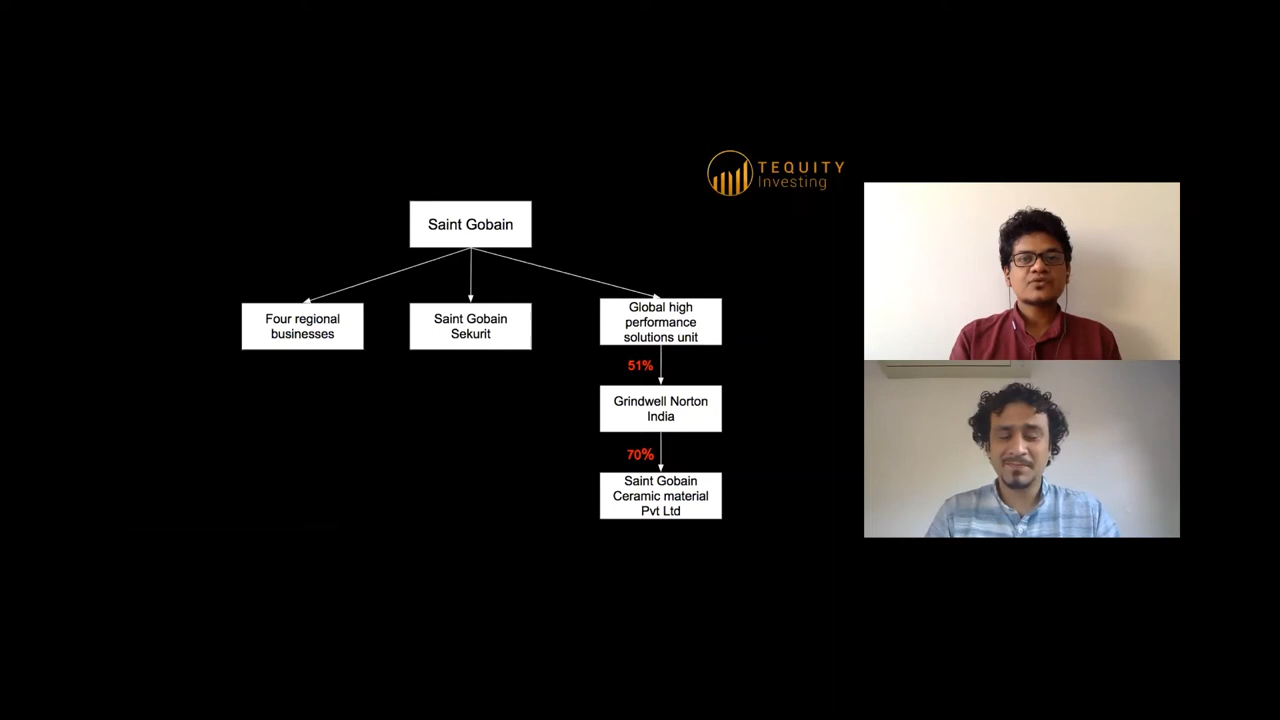 TEQUITY
Investing
Saint Gobain
Four regional
businesses
Saint Gobain
Sekurit
Global high
performance
solutions unit
51%
Grindwell Norton
India
70%
Saint Gobain
Ceramic material
Pvt Ltd